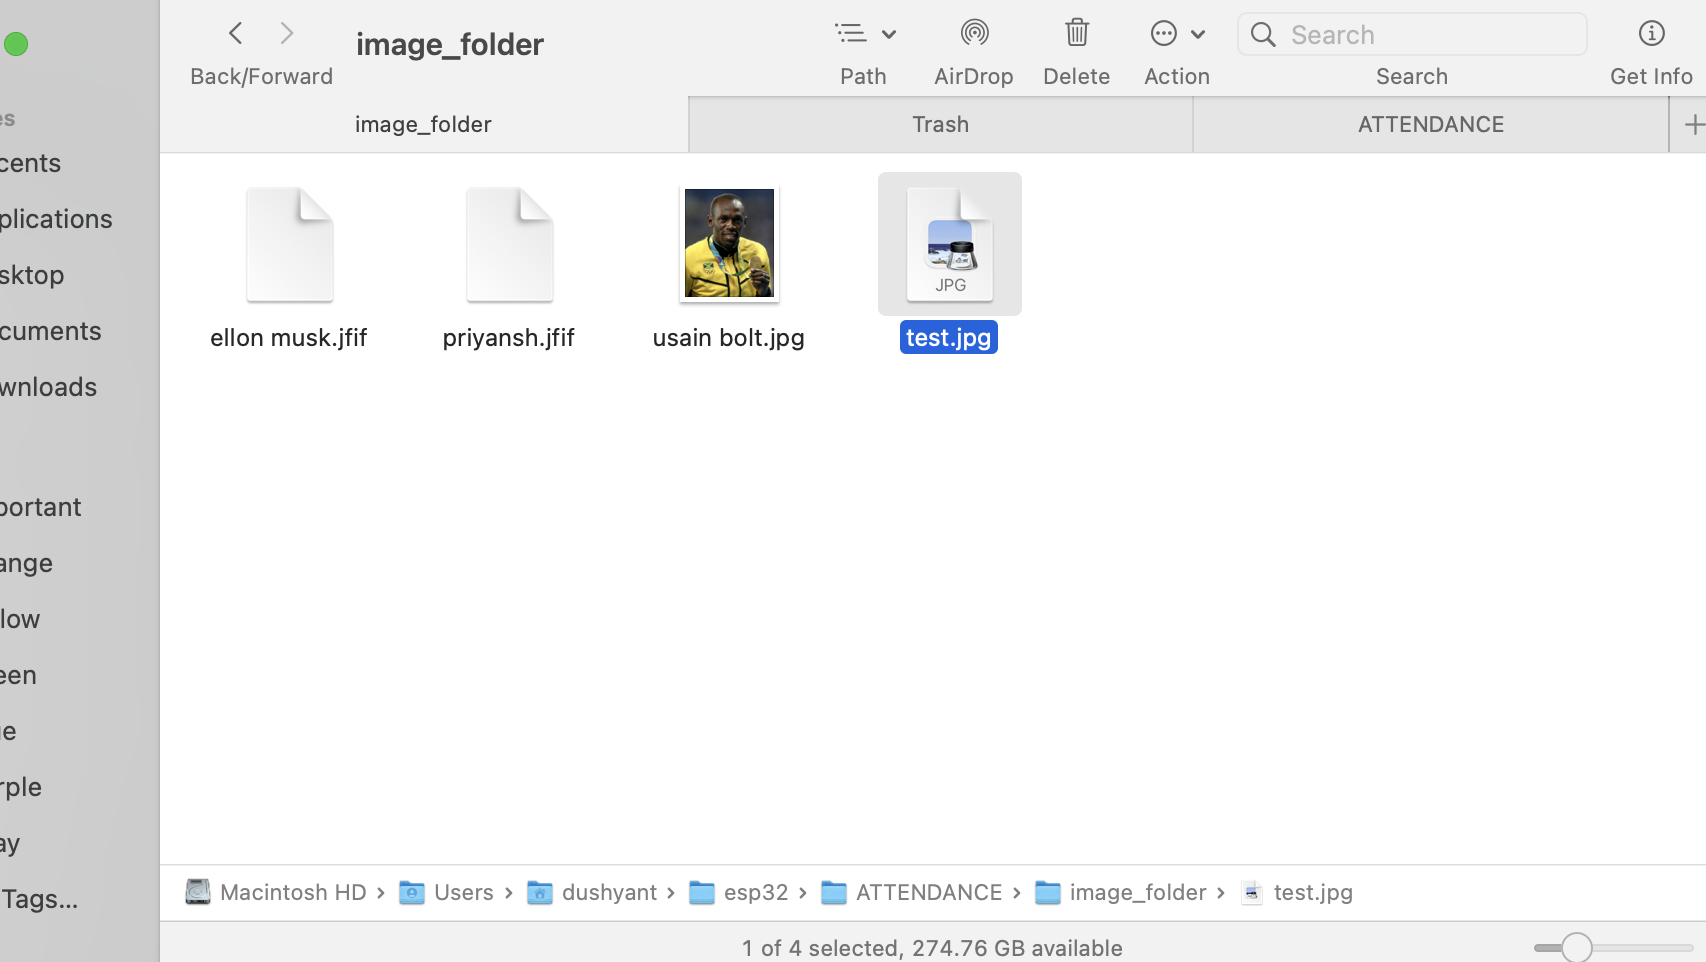 image_folder
Back/Forward
Path
AirDrop
Delete
Action
Search
Search
Get Info
image_folder
Trash
ATTENDANCE
es
cents
plications
sktop
cuments
wnloads
portant
ange
low
een
ue
rple
ay
Tags...
ellon musk.jfif
priyansh.jfif
usain bolt.jpg
JPG
test.jpg
Macintosh HD › Users › dushyant › esp32 › ATTENDANCE › image_folder › test.jpg
1 of 4 selected, 274.76 GB available